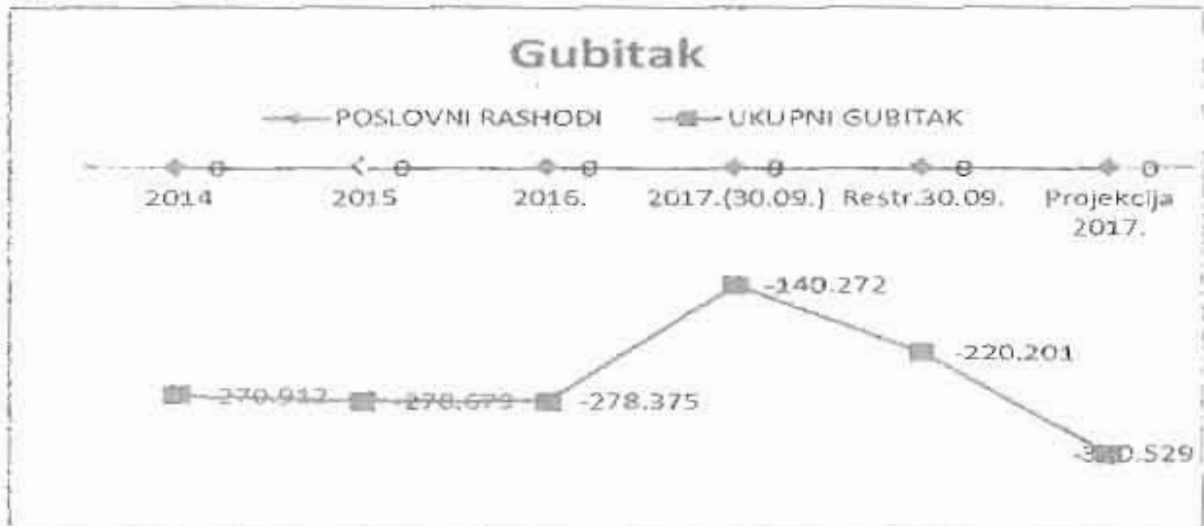 Gubitak
POSLOVNI RASHODI UKUPNI GUBITAK
0 0 0 0 0 0
2014 2015 2016. 2017.(30.09.) Restr.30.09. Projekcija
2017.
-140.272
-220.201
-278.375